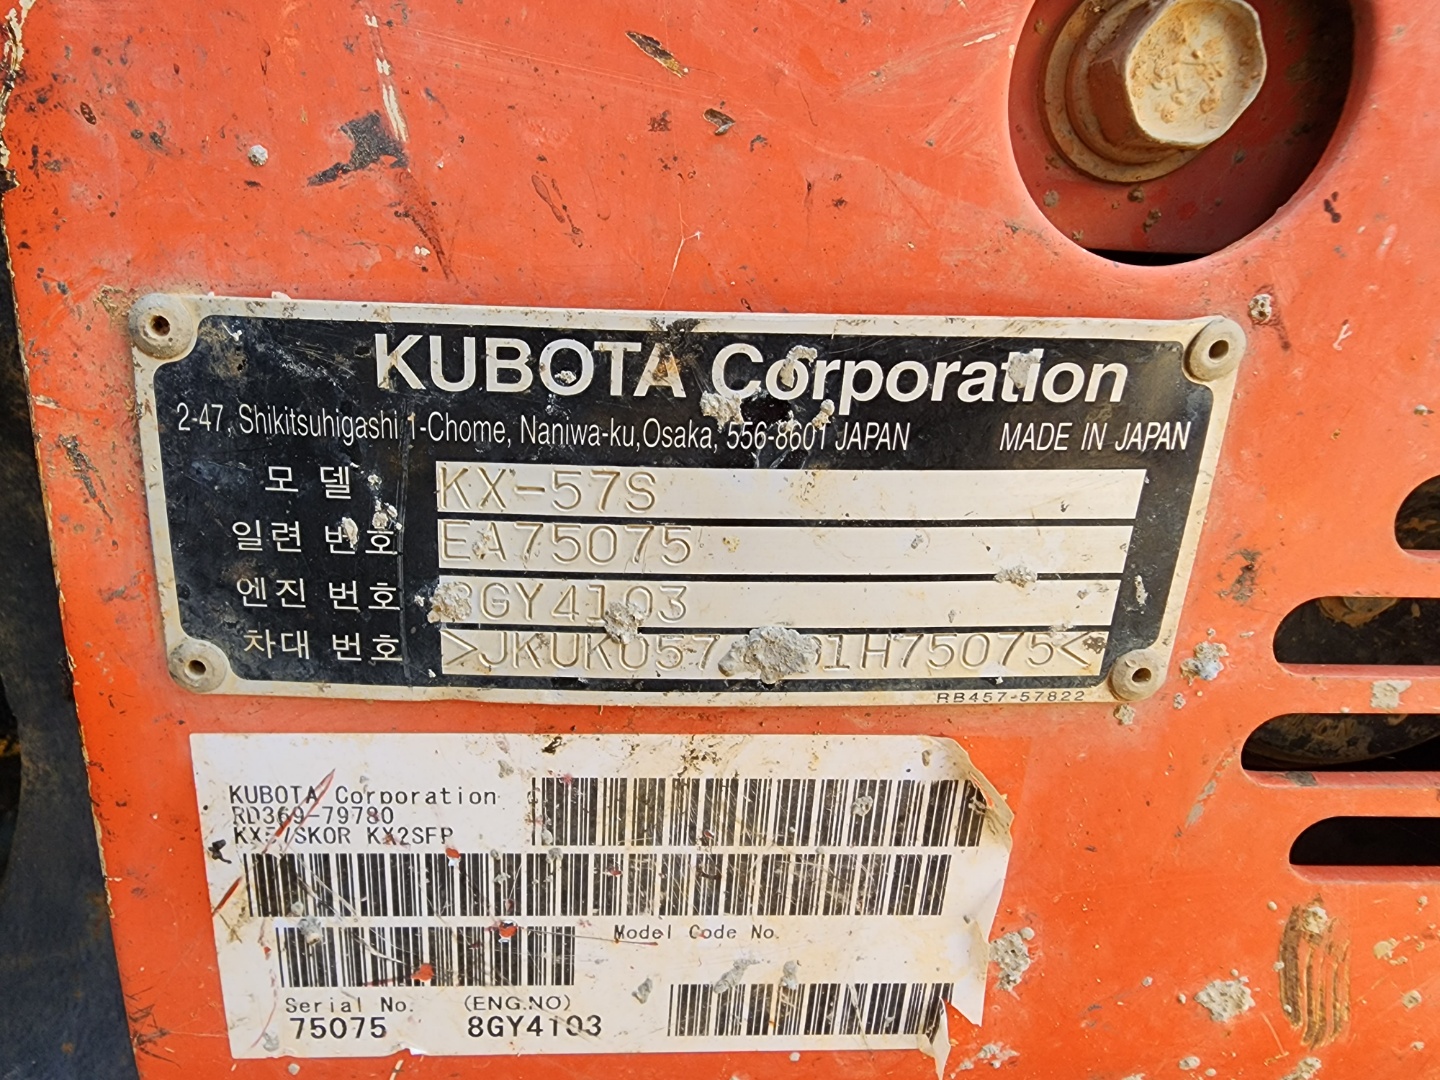 KUBOTA Corporation
2-47, Shikitsuhigashi 1-Chome, Naniwa-ku, Osaka, 556-8601 JAPAN MADE IN JAPAN
모델 KX-57S
일련 번호 EA75075
엔진 번호 8GY4103
차대 번호
RB457-57822
KUBOTA Corporation
RD369-79780
KX2SFP
Model Code No.
Serial No. (ENG.NO)
75075 8GY4103